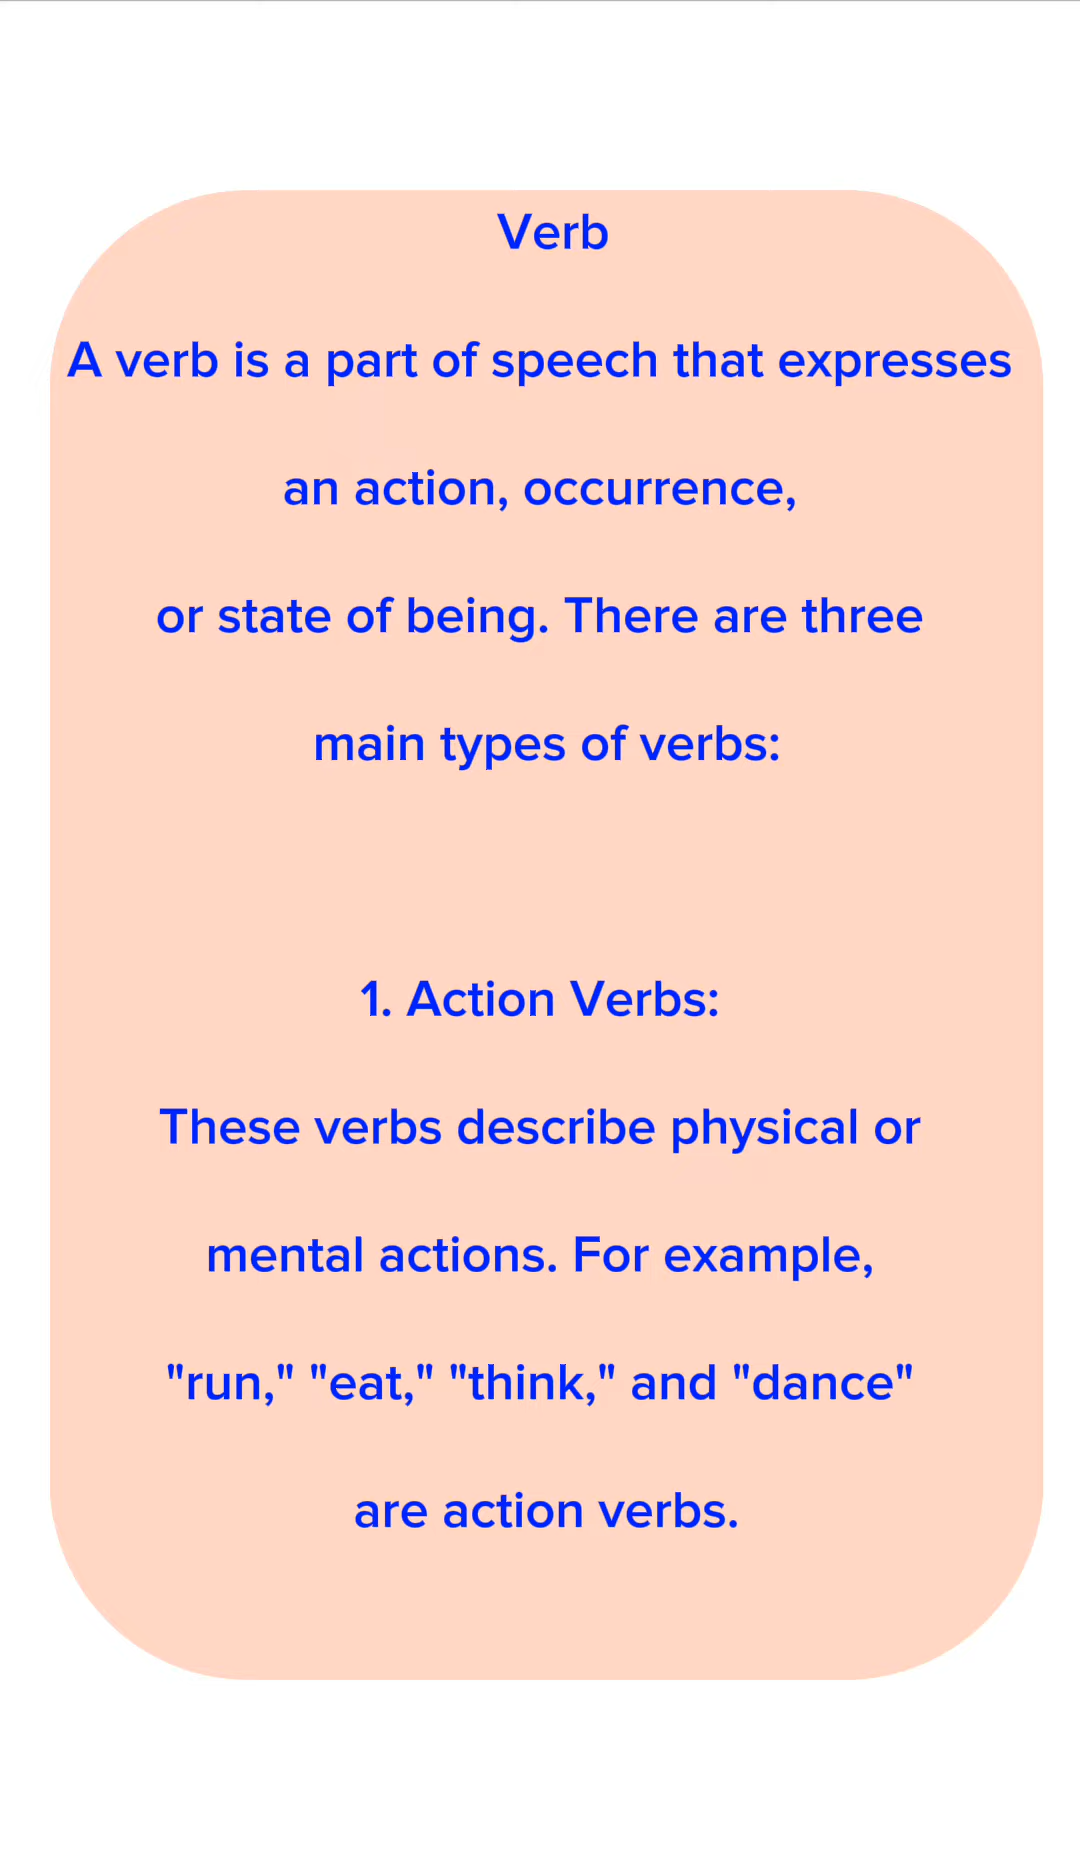 Verb
A verb is a part of speech that expresses
an action, occurrence,
or state of being. There are three
main types of verbs:
1. Action Verbs:
These verbs describe physical or
mental actions. For example,
"run," "eat," "think," and "dance"
are action verbs.